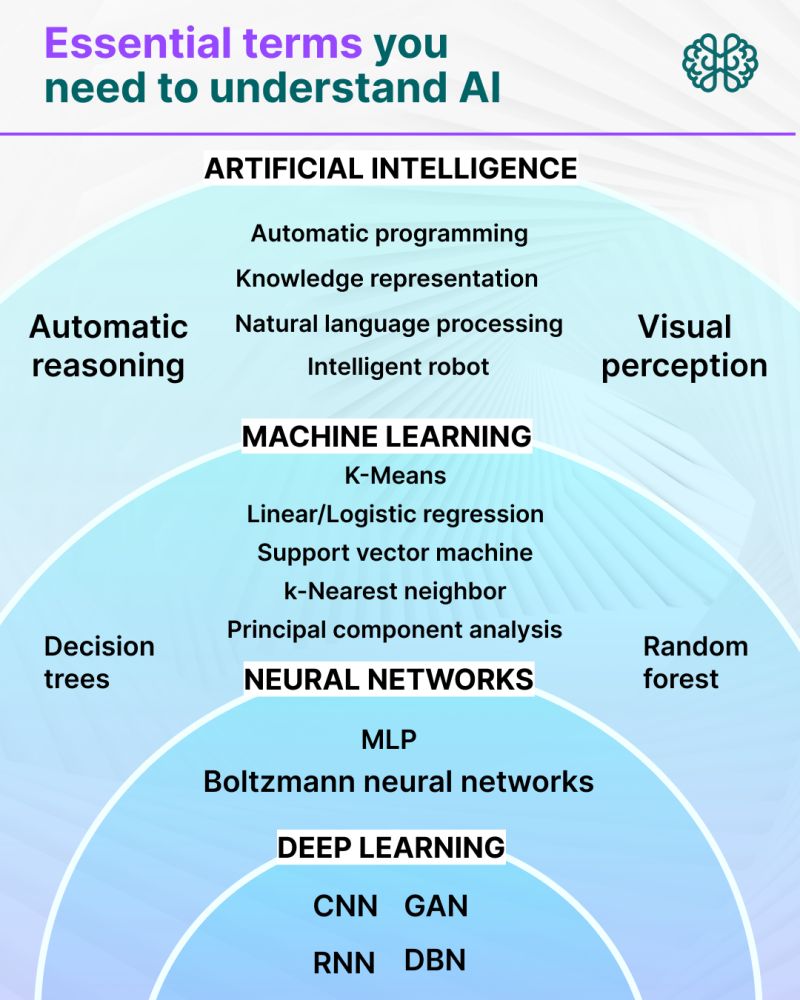 Essential terms you
need to understand AI
ARTIFICIAL INTELLIGENCE
Automatic programming
Knowledge representation
Automatic
reasoning
Natural language processing
Intelligent robot
Visual
perception
MACHINE LEARNING
K-Means
Linear/Logistic regression
Support vector machine
k-Nearest neighbor
Principal component analysis
Decision
trees
Random
forest
NEURAL NETWORKS
MLP
Boltzmann neural networks
DEEP LEARNING
CNN GAN
RNN DBN